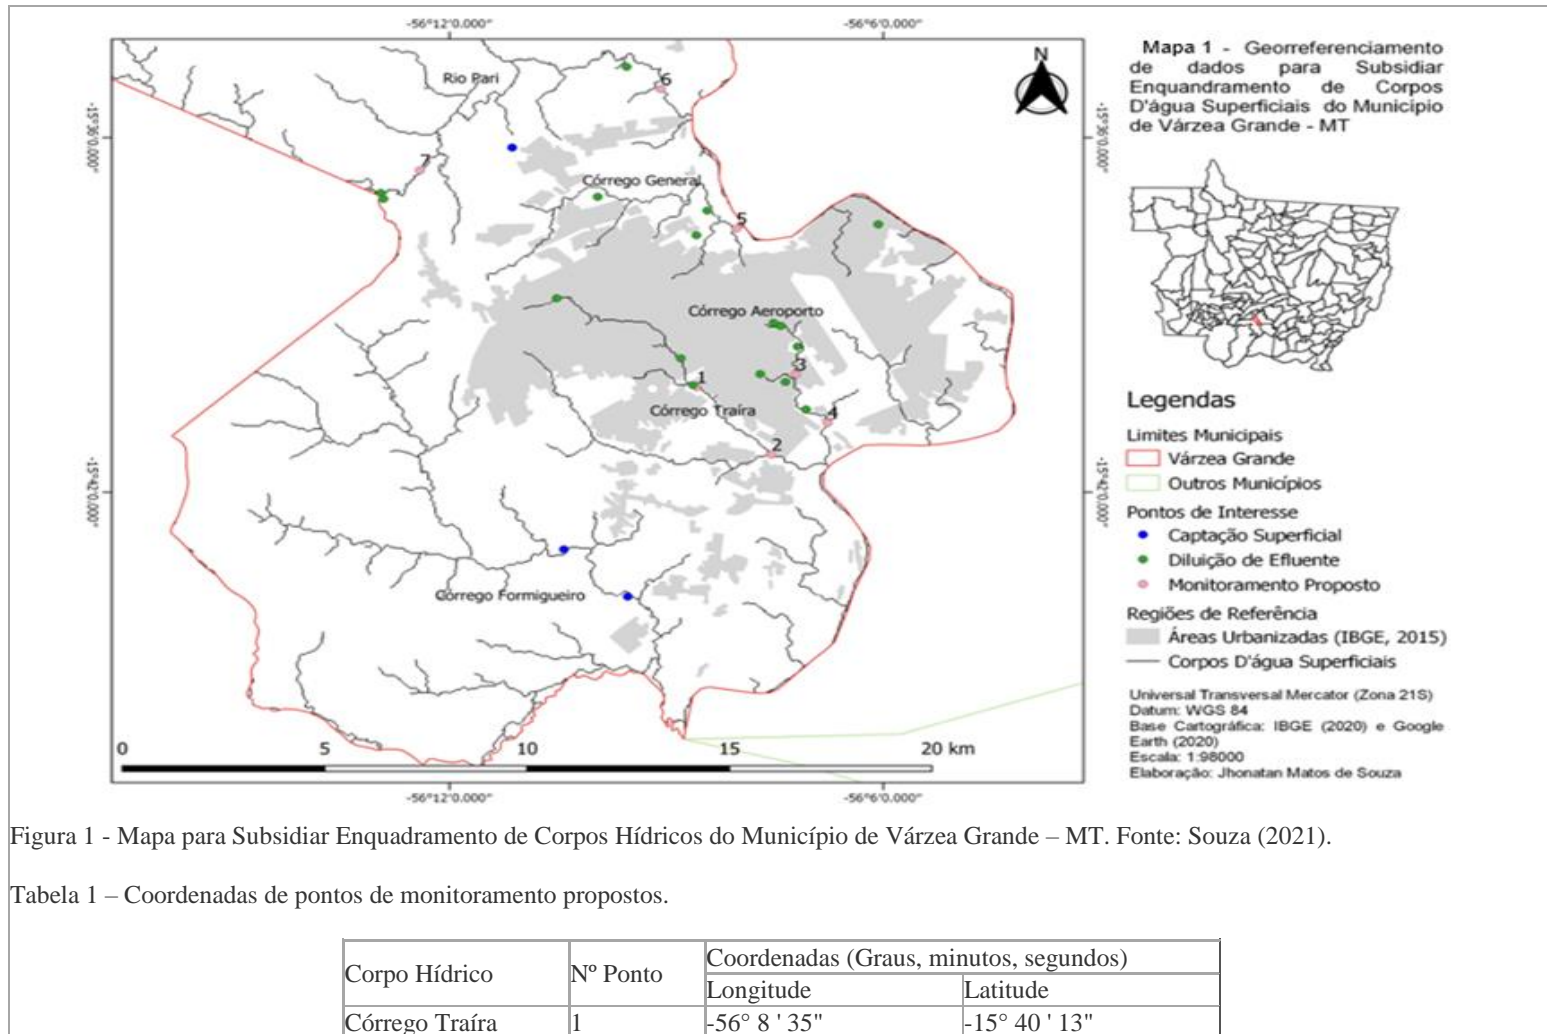 -56°12'0.000"
-56°6'0.000"
-15°36'0.000"
-15°36'0.000"
-15°42'0.000"
-15°42'0.000"
N
Rio Pari
6
7
Córrego General
5
Córrego Aeroporto
3
1
Córrego Traíra
4
2
Córrego Formigueiro
0
5
10
15
20 km
-56°12'0.000"
-56°6'0.000"
Mapa 1 - Georreferenciamento
de dados para Subsidiar
Enquandramento de Corpos
D'água Superficiais do Município
de Várzea Grande - MT
Legendas
Limites Municipais
Várzea Grande
Outros Municípios
Pontos de Interesse
Captação Superficial
Diluição de Efluente
Monitoramento Proposto
Regiões de Referência
Áreas Urbanizadas (IBGE, 2015)
Corpos D'água Superficiais
Universal Transversal Mercator (Zona 21S)
Datum: WGS 84
Base Cartográfica: IBGE (2020) e Google
Earth (2020)
Escala: 1:98000
Elaboração: Jhonatan Matos de Souza
Figura 1 - Mapa para Subsidiar Enquadramento de Corpos Hídricos do Município de Várzea Grande – MT. Fonte: Souza (2021).
Tabela 1 – Coordenadas de pontos de monitoramento propostos.
Corpo Hídrico
Nº Ponto
Coordenadas (Graus, minutos, segundos)
Longitude
Latitude
Córrego Traíra
1
-56° 8 ' 35"
-15° 40 ' 13"